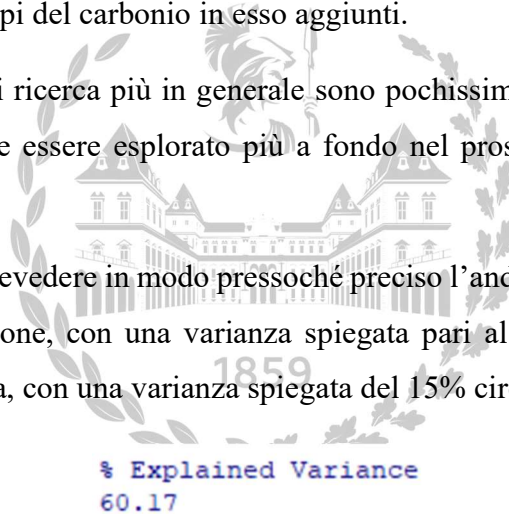 pi del carbonio in esso aggiunti.
i ricerca più in generale sono pochissim
e essere esplorato più a fondo nel pros
evedere in modo pressoché preciso l'and
one, con una varianza spiegata pari al
1859
a, con una varianza spiegata del 15% cir
% Explained Variance
60.17